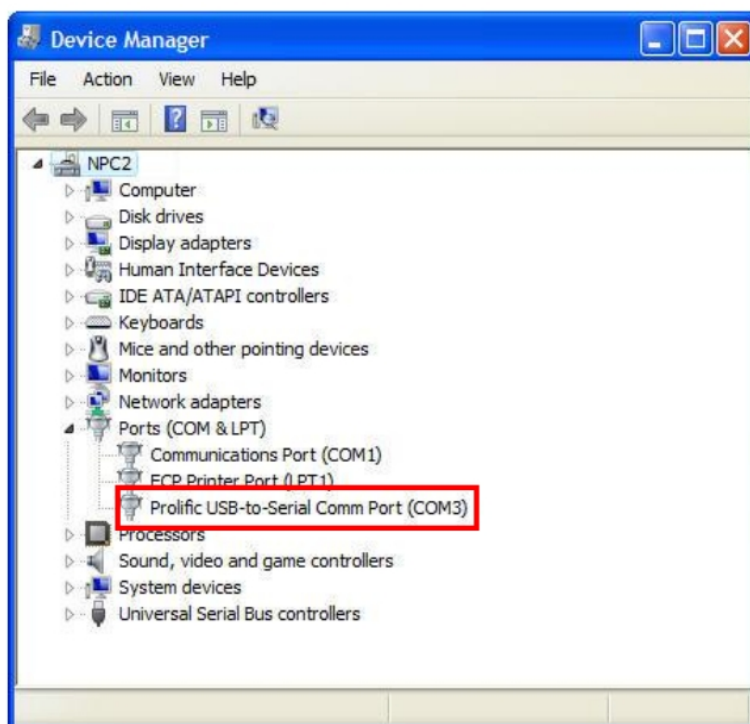 Device Manager
File Action View Help
NPC2
Computer
Disk drives
Display adapters
Human Interface Devices
IDE ATA/ATAPI controllers
Keyboards
Mice and other pointing devices
Monitors
Network adapters
Ports (COM & LPT)
Communications Port (COM1)
ECP Printer Port (LPT1)
Prolific USB-to-Serial Comm Port (COM3)
Processors
Sound, video and game controllers
System devices
Universal Serial Bus controllers